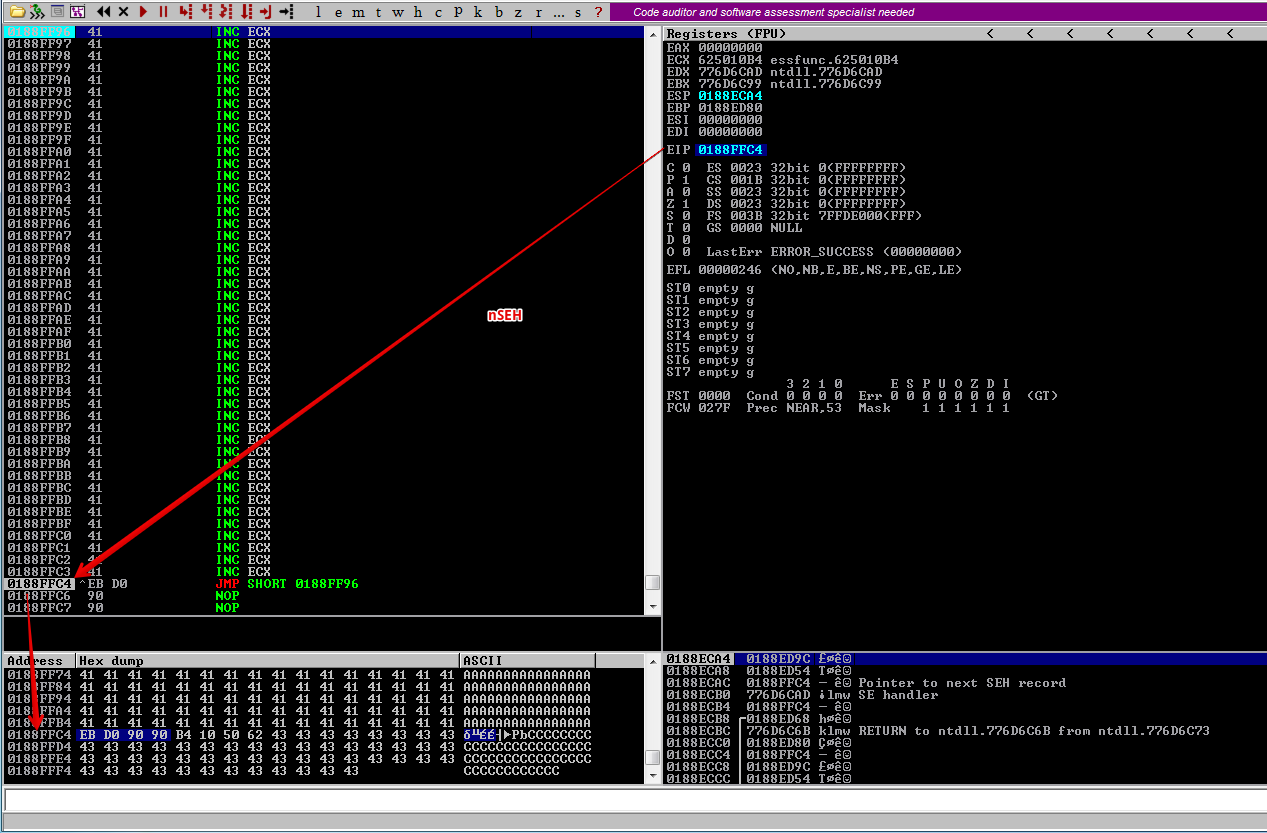 l e m t w h c P k b z r ... s ?
Code auditor and software assessment specialist needed
0188FF96 41 INC ECX
0188FF97 41 INC ECX
0188FF98 41 INC ECX
0188FF99 41 INC ECX
0188FF9A 41 INC ECX
0188FF9B 41 INC ECX
0188FF9C 41 INC ECX
0188FF9D 41 INC ECX
0188FF9E 41 INC ECX
0188FF9F 41 INC ECX
0188FFA0 41 INC ECX
0188FFA1 41 INC ECX
0188FFA2 41 INC ECX
0188FFA3 41 INC ECX
0188FFA4 41 INC ECX
0188FFA5 41 INC ECX
0188FFA6 41 INC ECX
0188FFA7 41 INC ECX
0188FFA8 41 INC ECX
0188FFA9 41 INC ECX
0188FFAA 41 INC ECX
0188FFAB 41 INC ECX
0188FFAC 41 INC ECX
0188FFAD 41 INC ECX
0188FFAE 41 INC ECX
0188FFAF 41 INC ECX
0188FFB0 41 INC ECX
0188FFB1 41 INC ECX
0188FFB2 41 INC ECX
0188FFB3 41 INC ECX
0188FFB4 41 INC ECX
0188FFB5 41 INC ECX
0188FFB6 41 INC ECX
0188FFB7 41 INC ECX
0188FFB8 41 INC ECX
0188FFB9 41 INC ECX
0188FFBA 41 INC ECX
0188FFBB 41 INC ECX
0188FFBC 41 INC ECX
0188FFBD 41 INC ECX
0188FFBE 41 INC ECX
0188FFBF 41 INC ECX
0188FFC0 41 INC ECX
0188FFC1 41 INC ECX
0188FFC2 41 INC ECX
0188FFC3 41 INC ECX
0188FFC4 ^EB D0 JMP SHORT 0188FF96
0188FFC6 90 NOP
0188FFC7 90 NOP
nSEH
Registers (FPU) < < < < < < <
EAX 00000000
ECX 625010B4 essfunc.625010B4
EDX 776D6CAD ntdll.776D6CAD
EBX 776D6C99 ntdll.776D6C99
ESP 0188ECA4
EBP 0188ED80
ESI 00000000
EDI 00000000
EIP 0188FFC4
C 0 ES 0023 32bit 0(FFFFFFFF)
P 1 CS 001B 32bit 0(FFFFFFFF)
A 0 SS 0023 32bit 0(FFFFFFFF)
Z 1 DS 0023 32bit 0(FFFFFFFF)
S 0 FS 003B 32bit 7FFDE000(FFF)
T 0 GS 0000 NULL
D 0
O 0 LastErr ERROR_SUCCESS (00000000)
EFL 00000246 (NO,NB,E,BE,NS,PE,GE,LE)
ST0 empty g
ST1 empty g
ST2 empty g
ST3 empty g
ST4 empty g
ST5 empty g
ST6 empty g
ST7 empty g
3 2 1 0 E S P U O Z D I
FST 0000 Cond 0 0 0 0 Err 0 0 0 0 0 0 0 0 (GT)
FCW 027F Prec NEAR,53 Mask 1 1 1 1 1 1
Address Hex dump ASCII
0188FF74 41 41 41 41 41 41 41 41 41 41 41 41 41 41 41 41 AAAAAAAAAAAAAAAA
0188FF84 41 41 41 41 41 41 41 41 41 41 41 41 41 41 41 41 AAAAAAAAAAAAAAAA
0188FF94 41 41 41 41 41 41 41 41 41 41 41 41 41 41 41 41 AAAAAAAAAAAAAAAA
0188FFA4 41 41 41 41 41 41 41 41 41 41 41 41 41 41 41 41 AAAAAAAAAAAAAAAA
0188FFB4 41 41 41 41 41 41 41 41 41 41 41 41 41 41 41 41 AAAAAAAAAAAAAAAA
0188FFC4 EB D0 90 90 B4 10 50 62 43 43 43 43 43 43 43 43 δ╨ÉÉ┤►PbCCCCCCCC
0188FFD4 43 43 43 43 43 43 43 43 43 43 43 43 43 43 43 43 CCCCCCCCCCCCCCCC
0188FFE4 43 43 43 43 43 43 43 43 43 43 43 43 43 43 43 43 CCCCCCCCCCCCCCCC
0188FFF4 43 43 43 43 43 43 43 43 43 43 43 43 CCCCCCCCCCCC
0188ECA4 0188ED9C
0188ECA8 0188ED54
0188ECAC 0188FFC4 Pointer to next SEH record
0188ECB0 776D6CAD SE handler
0188ECB4 0188FFC4
0188ECB8 0188ED68
0188ECBC 776D6C6B klmw RETURN to ntdll.776D6C6B from ntdll.776D6C73
0188ECC0 0188ED80
0188ECC4 0188FFC4
0188ECC8 0188ED9C
0188ECCC 0188ED54